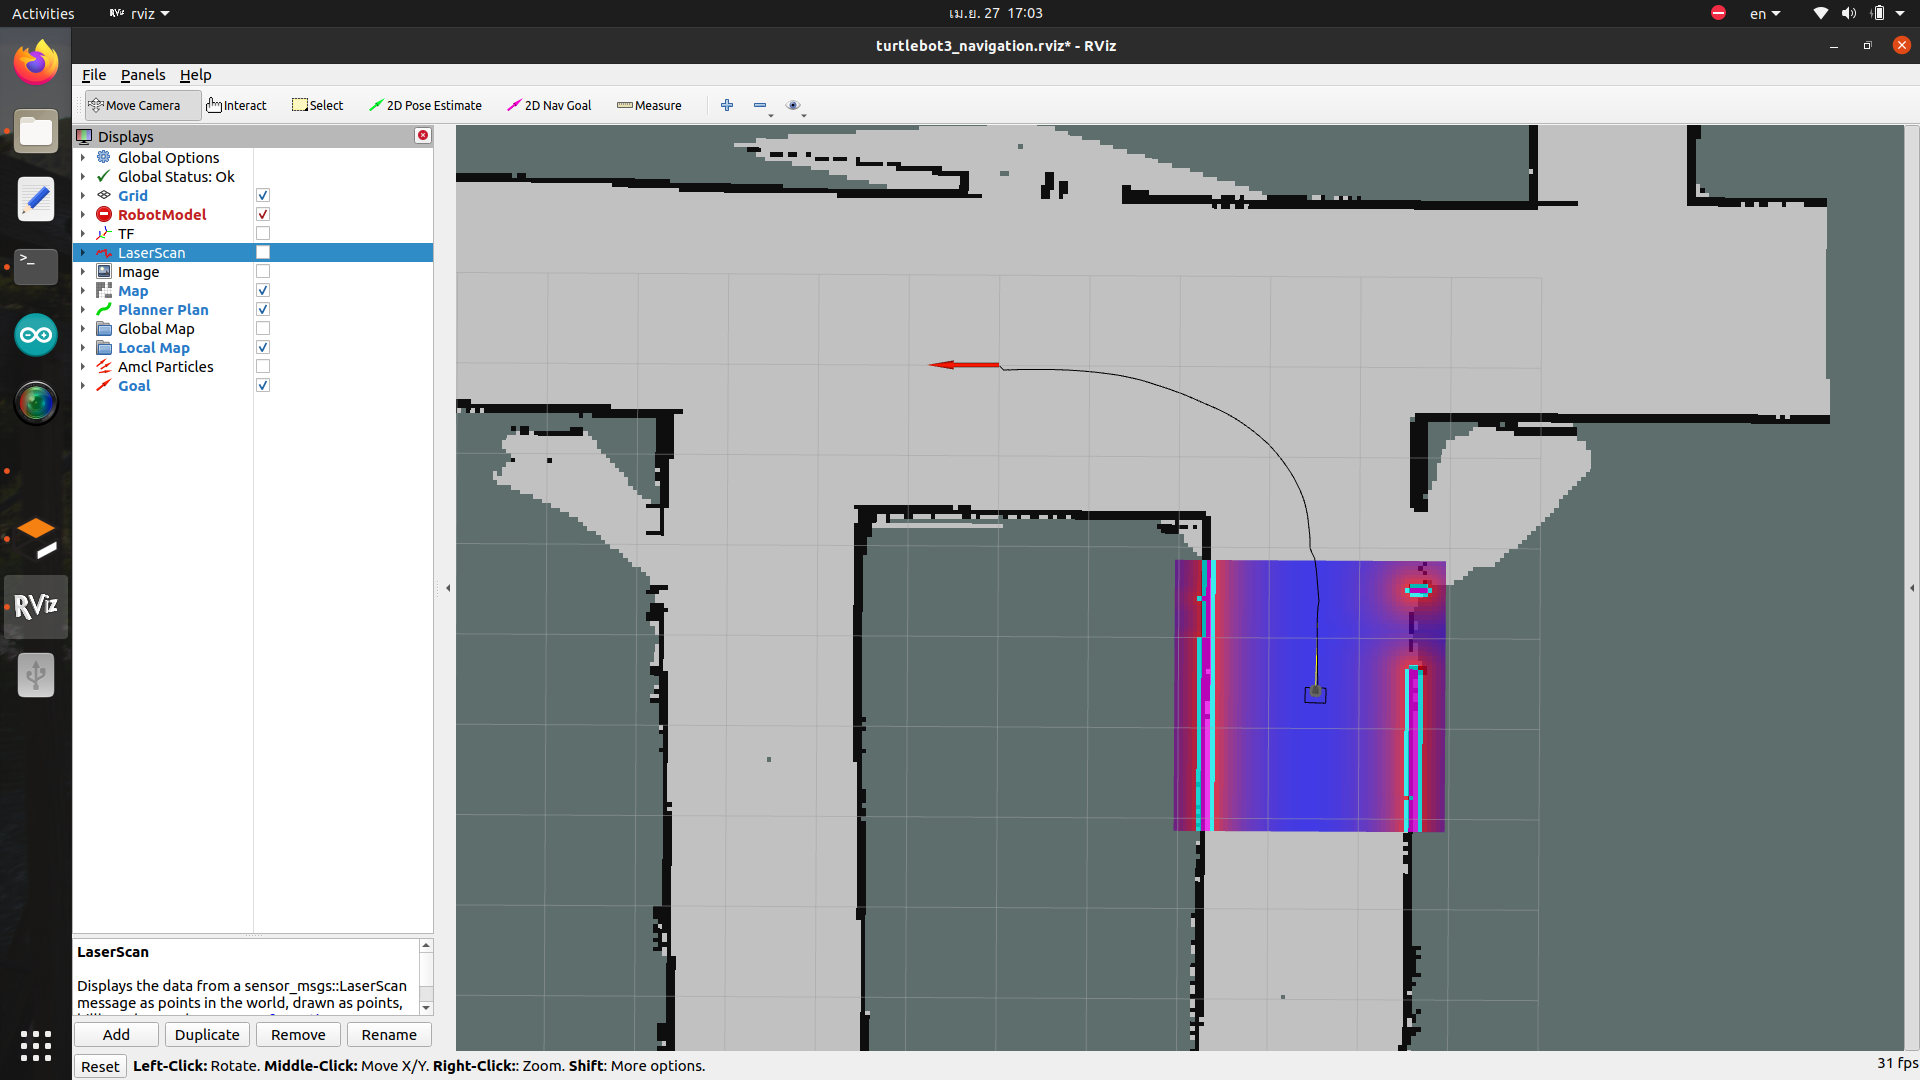 Activities
RViz rviz
เม.ย. 27 17:03
en
turtlebot3_navigation.rviz* - RViz
File Panels Help
Move Camera Interact Select 2D Pose Estimate 2D Nav Goal Measure
Displays
Global Options
Global Status: Ok
Grid
RobotModel
TF
LaserScan
Image
Map
Planner Plan
Global Map
Local Map
Amcl Particles
Goal
>_
RViz
LaserScan
Displays the data from a sensor_msgs::LaserScan
message as points in the world, drawn as points,
Add Duplicate Remove Rename
Reset Left-Click: Rotate. Middle-Click: Move X/Y. Right-Click:: Zoom. Shift: More options.
31 fps